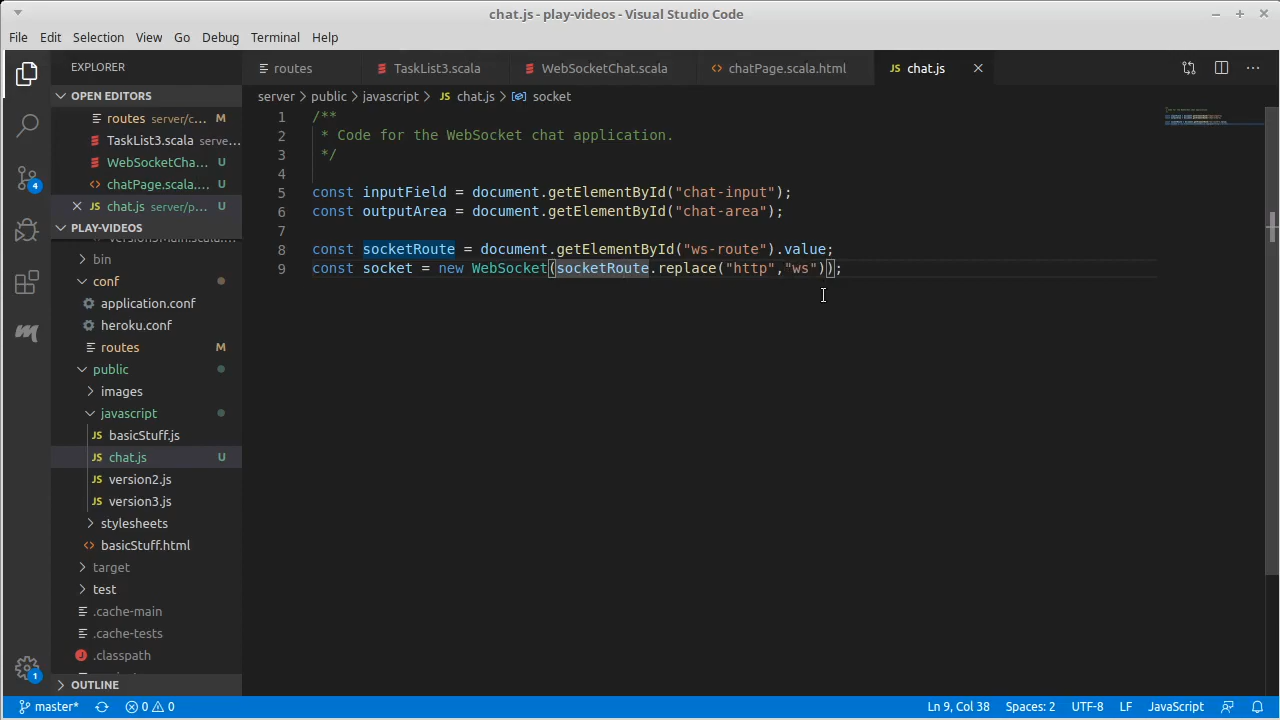 chat.js - play-videos - Visual Studio Code
File Edit Selection View Go Debug Terminal Help
EXPLORER
OPEN EDITORS
routes server/c... M
TaskList3.scala serve...
WebSocketCha... U
chatPage.scala.... U
chat.js server/p... U
PLAY-VIDEOS
bin
conf
application.conf
heroku.conf
routes M
public
images
javascript
basicStuff.js
chat.js U
version2.js
version3.js
stylesheets
basicStuff.html
target
test
.cache-main
.cache-tests
.classpath
OUTLINE
4
1
routes TaskList3.scala WebSocketChat.scala chatPage.scala.html chat.js
server > public > javascript > chat.js > socket
1 /**
2  * Code for the WebSocket chat application.
3  */
4
5 const inputField = document.getElementById("chat-input");
6 const outputArea = document.getElementById("chat-area");
7
8 const socketRoute = document.getElementById("ws-route").value;
9 const socket = new WebSocket(socketRoute.replace("http","ws"));
master* 0 0 Ln 9, Col 38 Spaces: 2 UTF-8 LF JavaScript